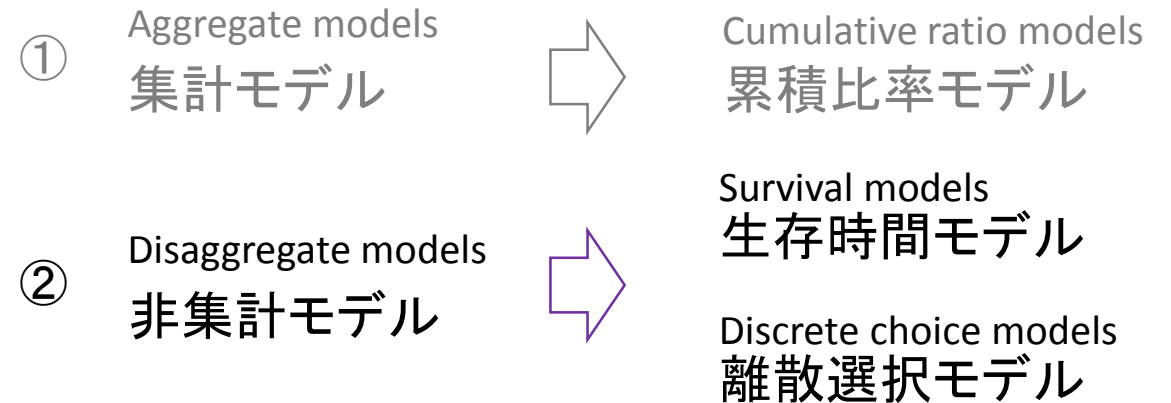 ①
Aggregate models
集計モデル
Cumulative ratio models
累積比率モデル
②
Disaggregate models
非集計モデル
Survival models
生存時間モデル
Discrete choice models
離散選択モデル